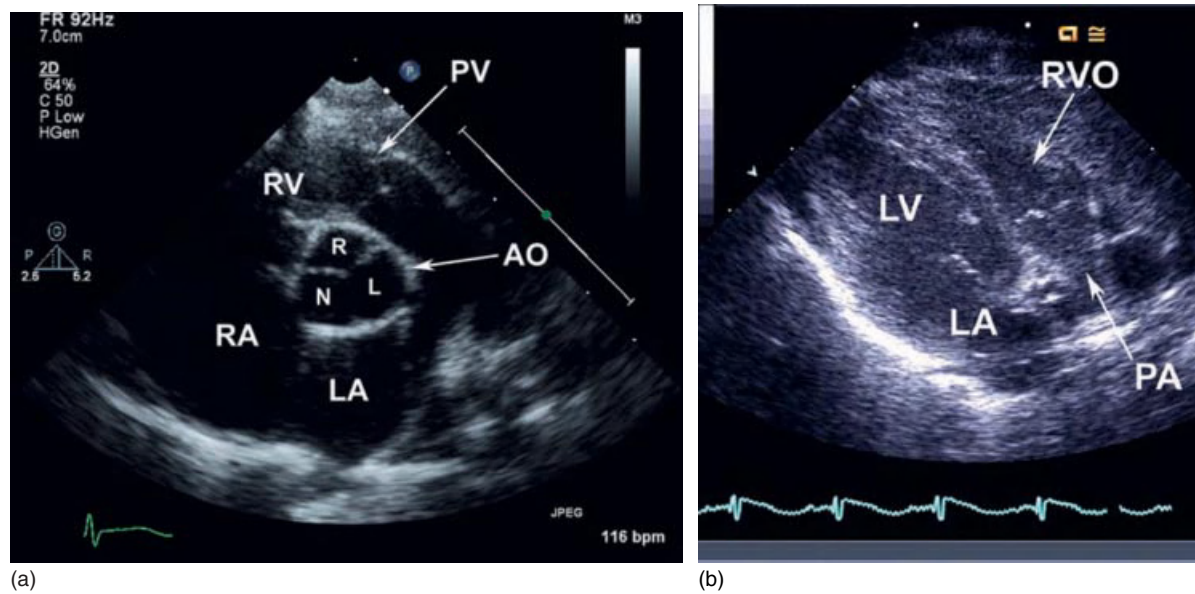 FR 92Hz
7.0cm
2D
64%
C 50
P Low
HGen
M3
P
PV
RV
R
AO
N
L
P R
2.6 5.2
RA
LA
JPEG
116 bpm
(a)
RVO
LV
LA
PA
(b)